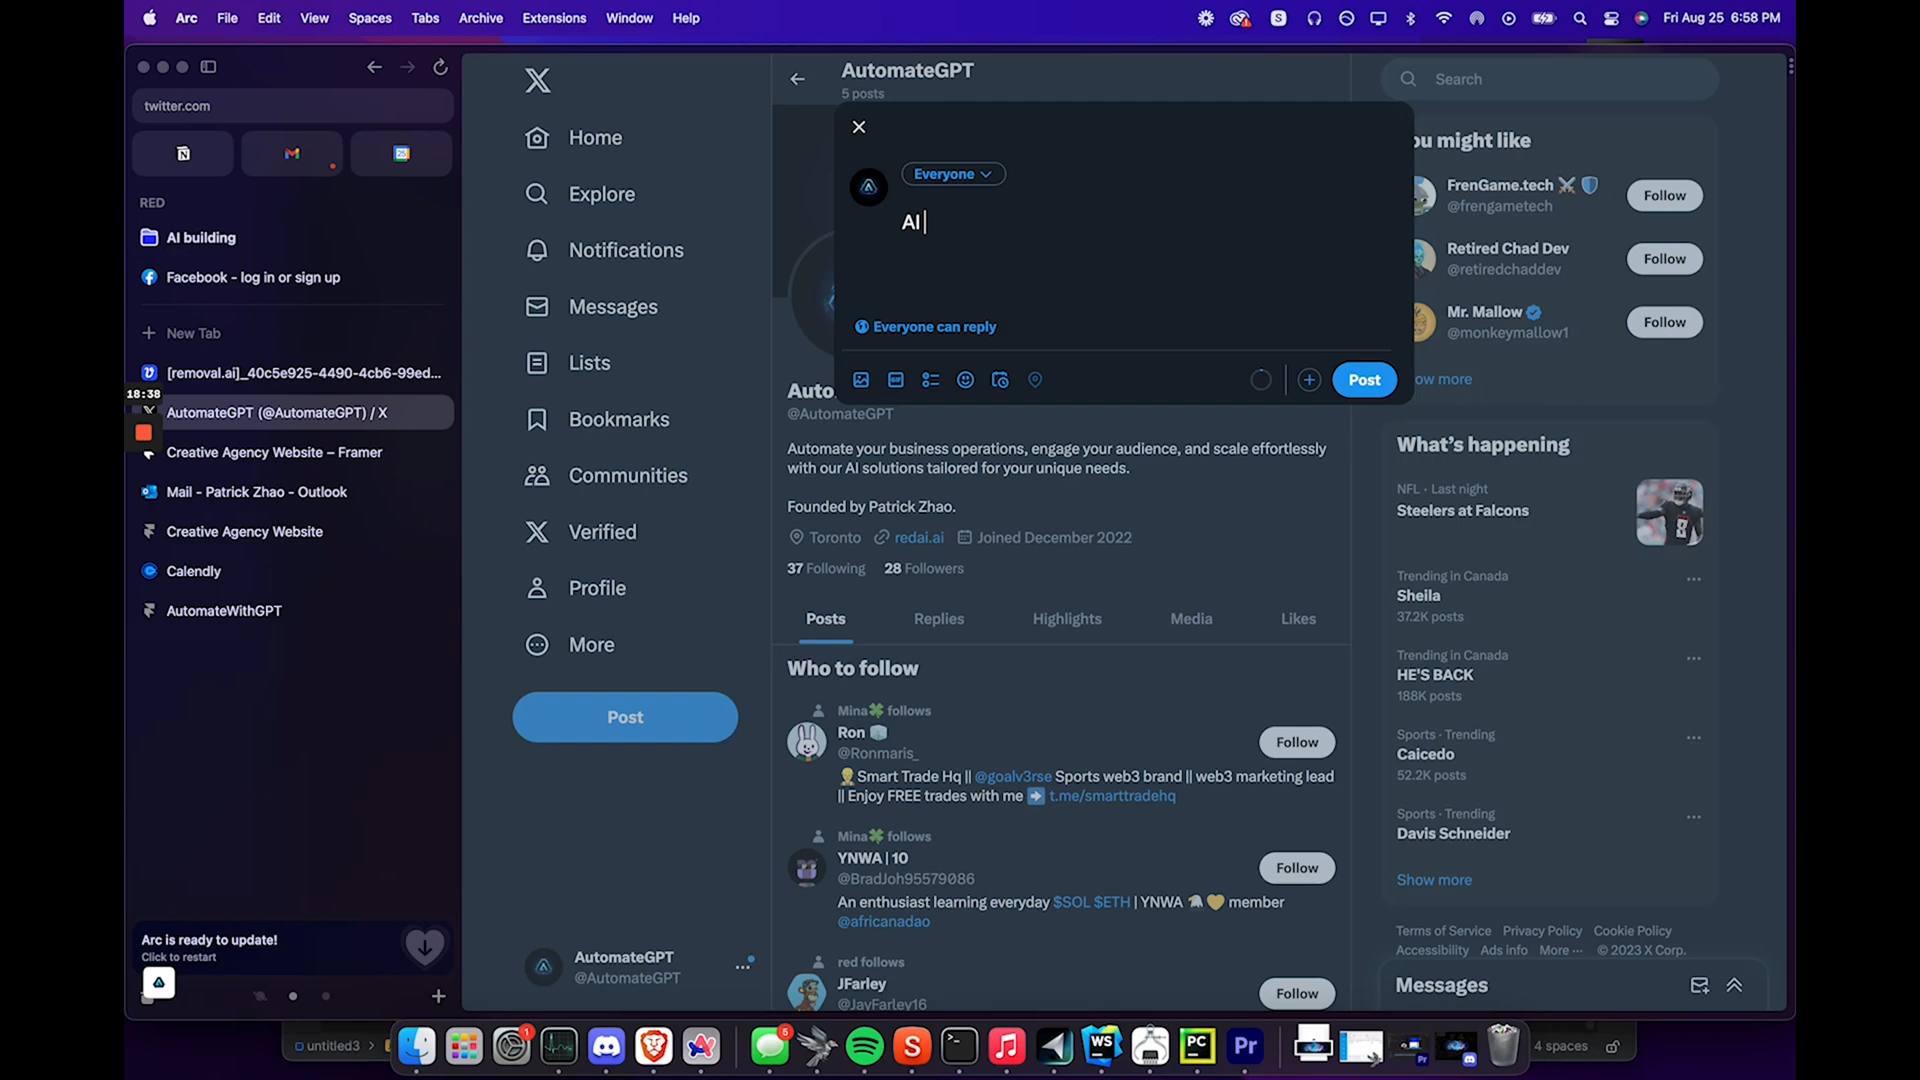 Arc File Edit View Spaces Tabs Archive Extensions Window Help
Fri Aug 25 6:58 PM
twitter.com
RED
AI building
Facebook - log in or sign up
New Tab
[removal.ai]_40c5e925-4490-4cb6-99ed...
18:38
AutomateGPT (@AutomateGPT) / X
Creative Agency Website – Framer
Mail - Patrick Zhao - Outlook
Creative Agency Website
Calendly
AutomateWithGPT
Arc is ready to update!
Click to restart
Home
Explore
Notifications
Messages
Lists
Bookmarks
Communities
Verified
Profile
More
Post
AutomateGPT
@AutomateGPT
AutomateGPT
5 posts
Everyone
AI
Everyone can reply
Post
Auto
@AutomateGPT
Automate your business operations, engage your audience, and scale effortlessly
with our AI solutions tailored for your unique needs.
Founded by Patrick Zhao.
Toronto redai.ai Joined December 2022
37 Following 28 Followers
Posts Replies Highlights Media Likes
Who to follow
Mina follows
Ron
@Ronmaris_
Follow
Smart Trade Hq || @goalv3rse Sports web3 brand || web3 marketing lead
|| Enjoy FREE trades with me t.me/smarttradehq
Mina follows
YNWA | 10
@BradJoh95579086
Follow
An enthusiast learning everyday $SOL $ETH | YNWA member
@africanadao
red follows
JFarley
@JayFarley16
Follow
Search
ou might like
FrenGame.tech
@frengametech
Follow
Retired Chad Dev
@retiredchaddev
Follow
Mr. Mallow
@monkeymallow1
Follow
ow more
What's happening
NFL · Last night
Steelers at Falcons
Trending in Canada
Sheila
37.2K posts
Trending in Canada
HE'S BACK
188K posts
Sports · Trending
Caicedo
52.2K posts
Sports · Trending
Davis Schneider
Show more
Terms of Service Privacy Policy Cookie Policy
Accessibility Ads info More ··· © 2023 X Corp.
Messages
untitled3 >
1
5
WS
PC
Pr
4 spaces